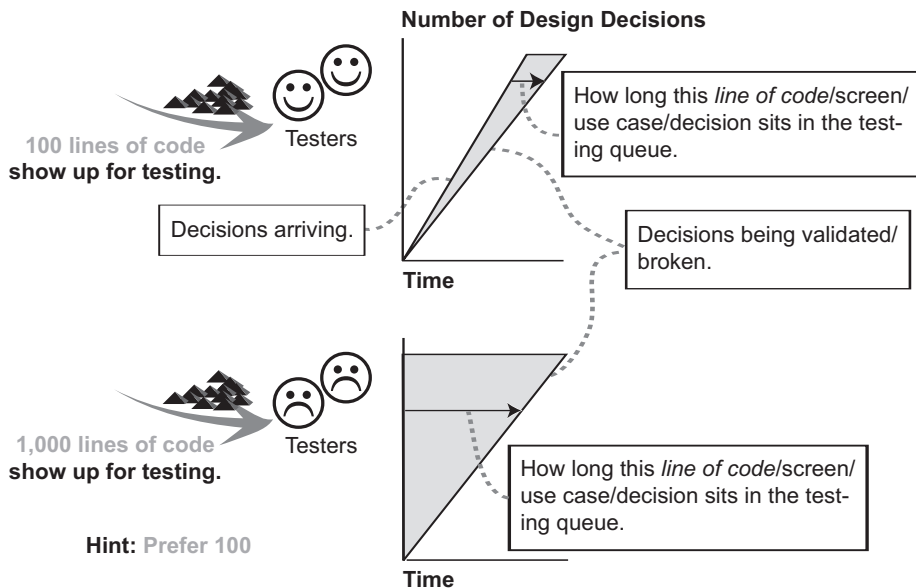 Number of Design Decisions
100 lines of code
show up for testing.
Testers
How long this line of code/screen/
use case/decision sits in the test-
ing queue.
Decisions arriving.
Decisions being validated/
broken.
Time
1,000 lines of code
show up for testing.
Testers
How long this line of code/screen/
use case/decision sits in the test-
ing queue.
Hint: Prefer 100
Time